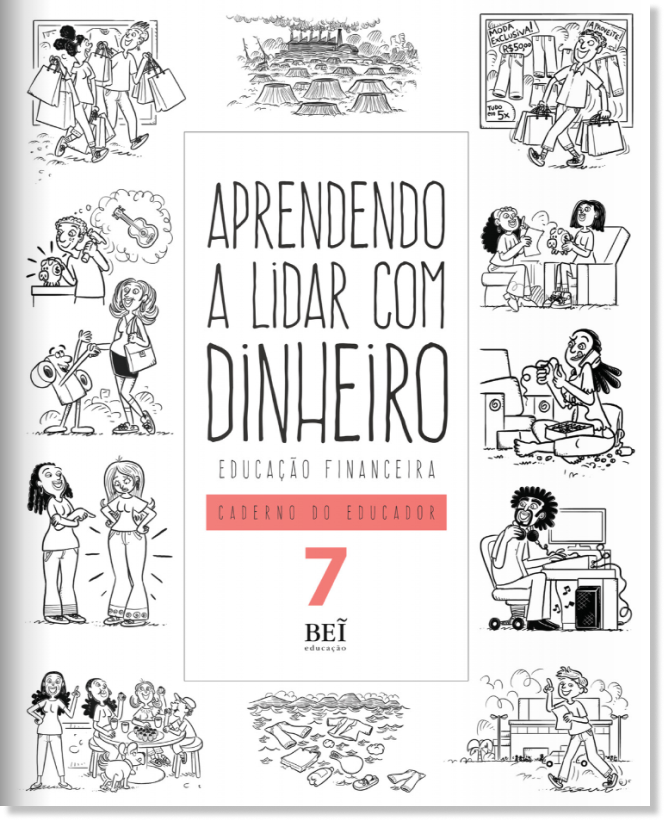 MODA
EXCLUSIVA!
R$50,00
APROVEITE!
TUDO
EM 5X
APRENDENDO
A LIDAR COM
DINHEIRO
EDUCAÇÃO FINANCEIRA
CADERNO DO EDUCADOR
7
BEĨ
educação